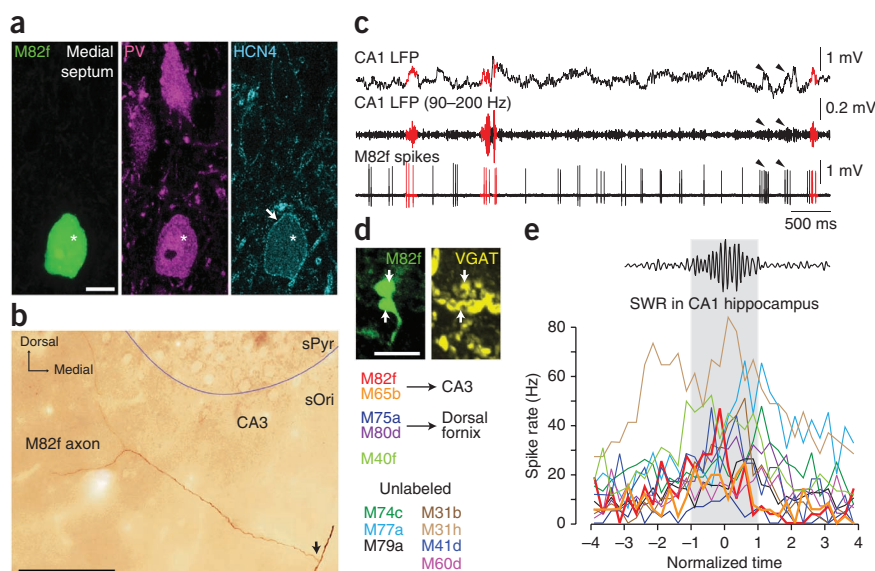 a
M82f
Medial
septum
PV
HCN4
*
*
*
b
Dorsal
Medial
sPyr
sOri
CA3
M82f axon
c
CA1 LFP
1 mV
CA1 LFP (90–200 Hz)
0.2 mV
M82f spikes
1 mV
500 ms
d
M82f
VGAT
M82f
M65b
CA3
M75a
M80d
Dorsal
fornix
M40f
Unlabeled
M74c M31b
M77a M31h
M79a M41d
M60d
e
SWR in CA1 hippocampus
80
60
40
20
0
Spike rate (Hz)
–4 –3 –2 –1 0 1 2 3 4
Normalized time